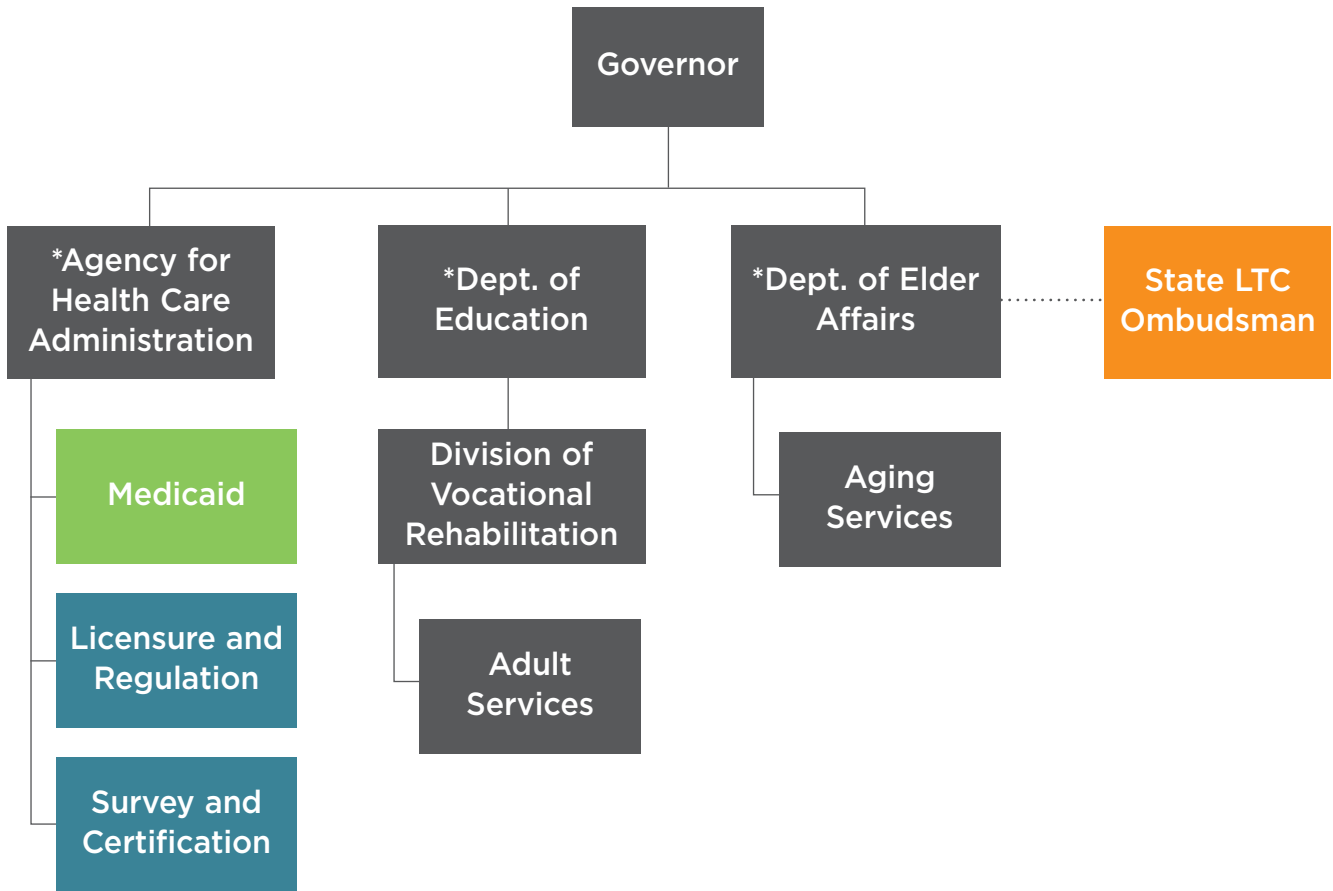 Governor
*Agency for
Health Care
Administration
*Dept. of
Education
*Dept. of Elder
Affairs
State LTC
Ombudsman
Medicaid
Division of
Vocational
Rehabilitation
Aging
Services
Licensure and
Regulation
Adult
Services
Survey and
Certification